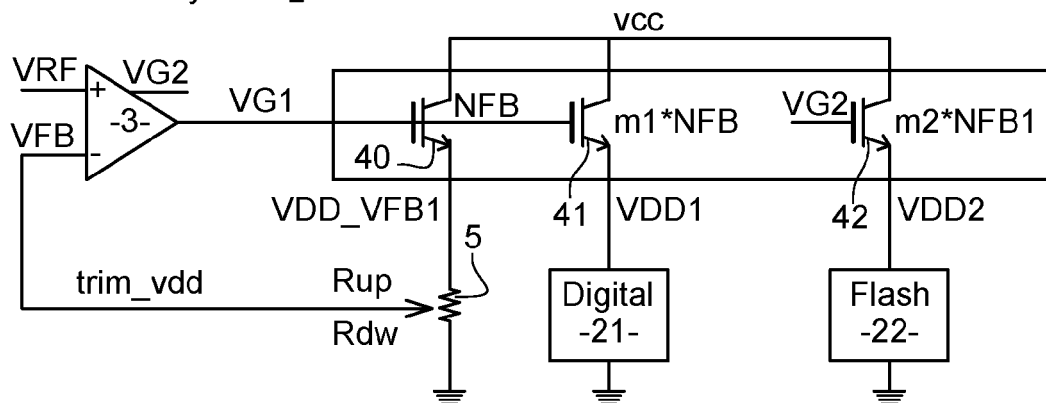 vcc
VRF
VG2
+
-3-
VG1
NFB
m1*NFB
VG2
m2*NFB1
VFB
-
40
41
42
VDD_VFB1
VDD1
VDD2
5
trim_vdd
Rup
Rdw
Digital
-21-
Flash
-22-